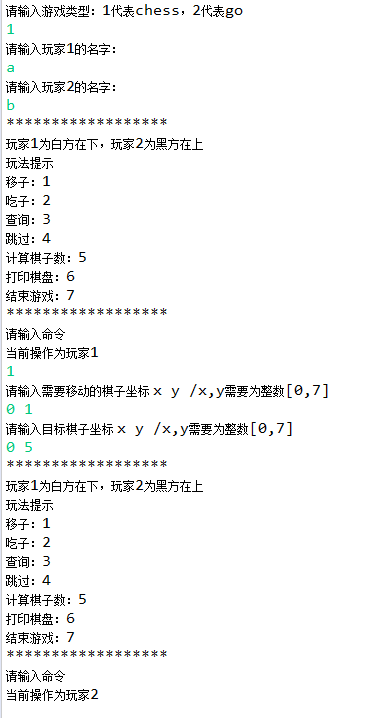 请输入游戏类型：1代表chess，2代表go
1
请输入玩家1的名字：
a
请输入玩家2的名字：
b
******************
玩家1为白方在下，玩家2为黑方在上
玩法提示
移子：1
吃子：2
查询：3
跳过：4
计算棋子数：5
打印棋盘：6
结束游戏：7
******************
请输入命令
当前操作为玩家1
1
请输入需要移动的棋子坐标 x y /x,y需要为整数[0,7]
0 1
请输入目标棋子坐标 x y /x,y需要为整数[0,7]
0 5
******************
玩家1为白方在下，玩家2为黑方在上
玩法提示
移子：1
吃子：2
查询：3
跳过：4
计算棋子数：5
打印棋盘：6
结束游戏：7
******************
请输入命令
当前操作为玩家2